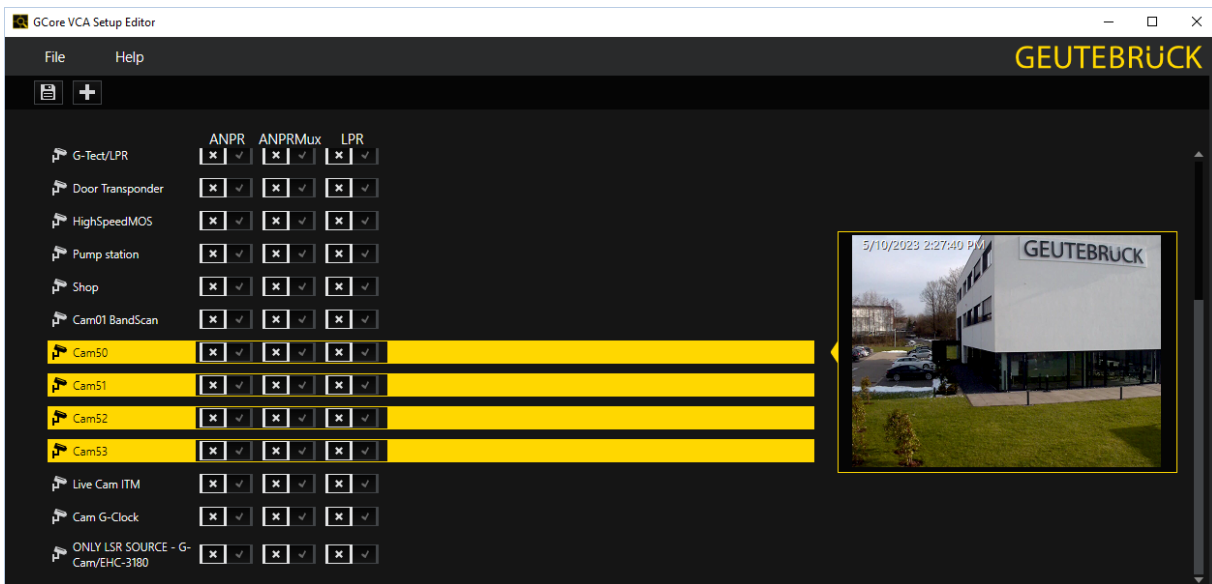 GCore VCA Setup Editor
File Help
GEUTEBRÜCK
ANPR ANPRMux LPR
G-Tect/LPR
Door Transponder
HighSpeedMOS
Pump station
Shop
Cam01 BandScan
Cam50
Cam51
Cam52
Cam53
Live Cam ITM
Cam G-Clock
ONLY LSR SOURCE - G-
Cam/EHC-3180
5/10/2023 2:27:40 PM
GEUTEBRÜCK